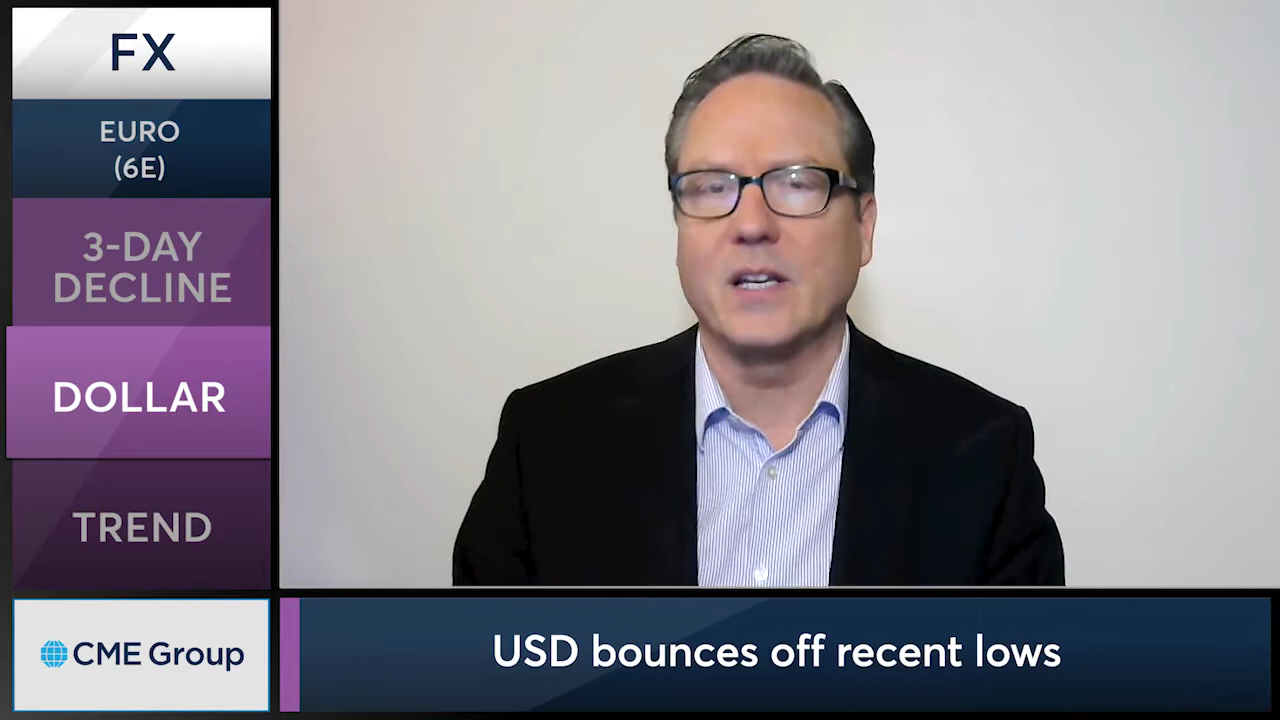 FX
EURO
(6E)
3-DAY
DECLINE
DOLLAR
TREND
CME Group
USD bounces off recent lows